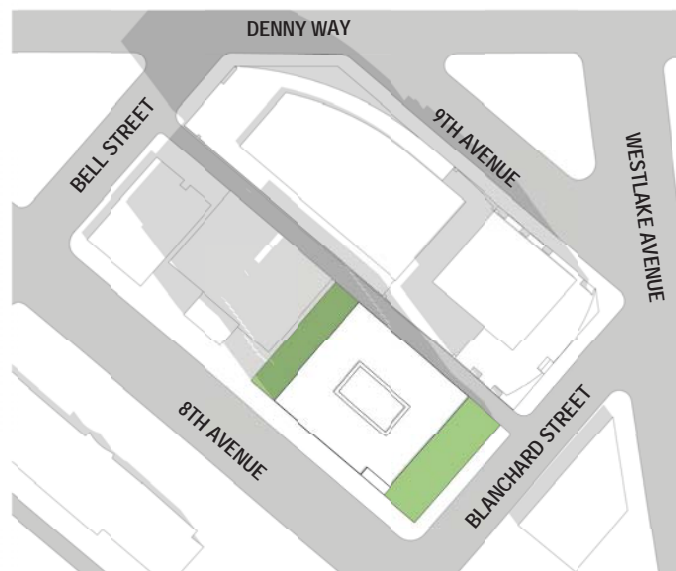 DENNY WAY
BELL STREET
9TH AVENUE
WESTLAKE AVENUE
8TH AVENUE
BLANCHARD STREET